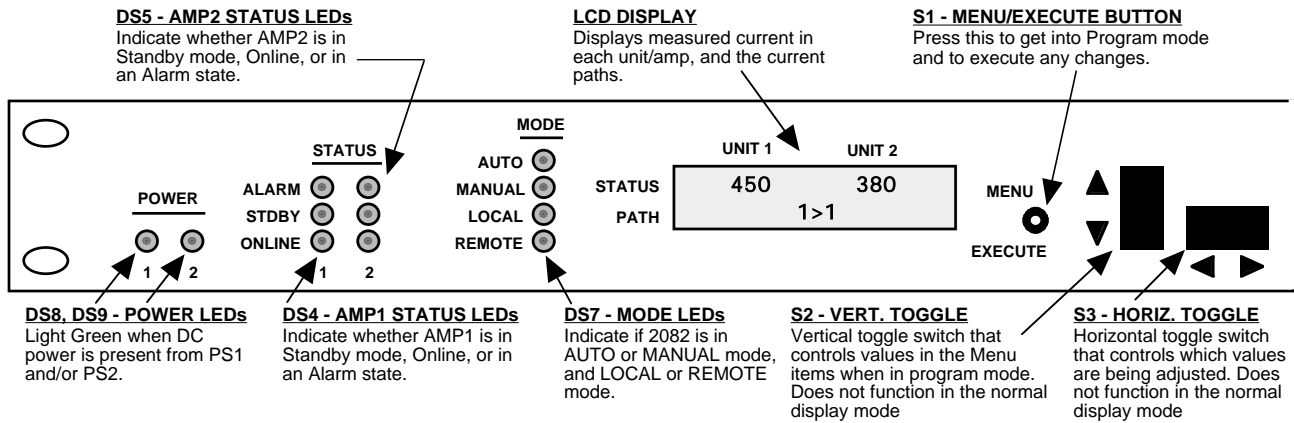 DS5 - AMP2 STATUS LEDs
Indicate whether AMP2 is in
Standby mode, Online, or in
an Alarm state.
LCD DISPLAY
Displays measured current in
each unit/amp, and the current
paths.
S1 - MENU/EXECUTE BUTTON
Press this to get into Program mode
and to execute any changes.
POWER
1 2
STATUS
ALARM
STDBY
ONLINE
1 2
MODE
AUTO
MANUAL
LOCAL
REMOTE
UNIT 1 UNIT 2
STATUS 450 380
PATH 1>1
MENU
EXECUTE
DS8, DS9 - POWER LEDs
Light Green when DC
power is present from PS1
and/or PS2.
DS4 - AMP1 STATUS LEDs
Indicate whether AMP1 is in
Standby mode, Online, or in
an Alarm state.
DS7 - MODE LEDs
Indicate if 2082 is in
AUTO or MANUAL mode,
and LOCAL or REMOTE
mode.
S2 - VERT. TOGGLE
Vertical toggle switch that
controls values in the Menu
items when in program mode.
Does not function in the normal
display mode
S3 - HORIZ. TOGGLE
Horizontal toggle switch
that controls which values
are being adjusted. Does
not function in the normal
display mode